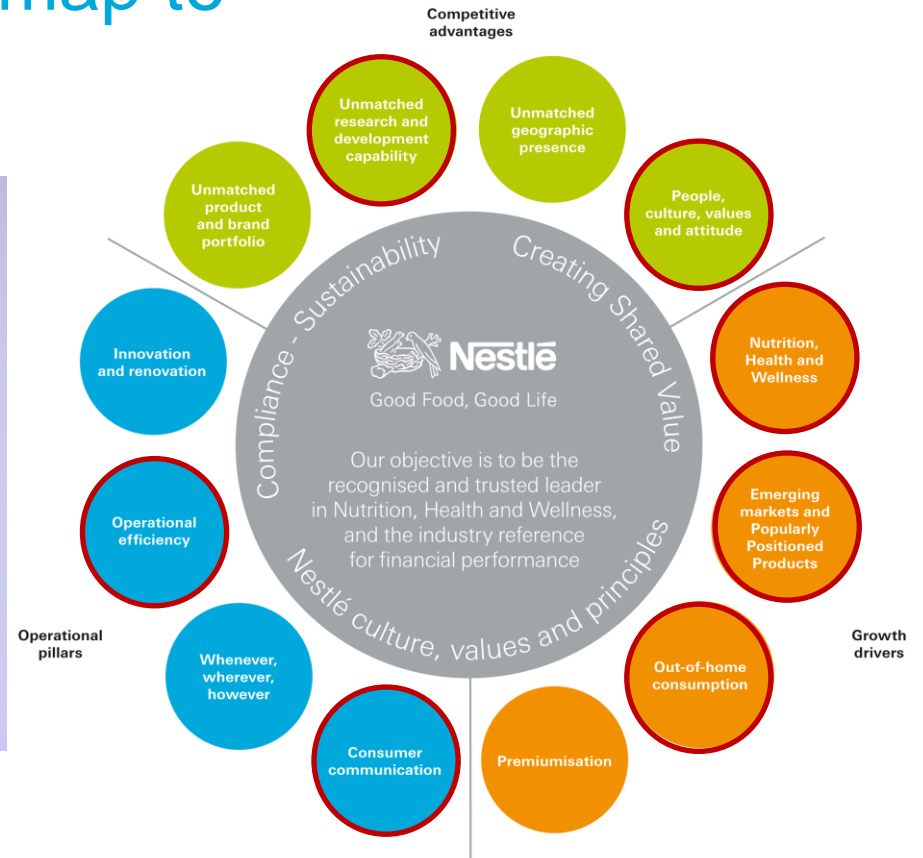 map to
Competitive
advantages
Unmatched
research and
development
capability
Unmatched
geographic
presence
Unmatched
product
and brand
portfolio
People,
culture, values
and attitude
Innovation
and renovation
Nutrition,
Health and
Wellness
Operational
efficiency
Emerging
markets and
Popularly
Positioned
Products
Operational
pillars
Growth
drivers
Whenever,
wherever,
however
Out-of-home
consumption
Consumer
communication
Premiumisation
Compliance - Sustainability
Creating Shared Value
Nestlé culture, values and principles
Nestlé
Good Food, Good Life
Our objective is to be the
recognised and trusted leader
in Nutrition, Health and Wellness,
and the industry reference
for financial performance